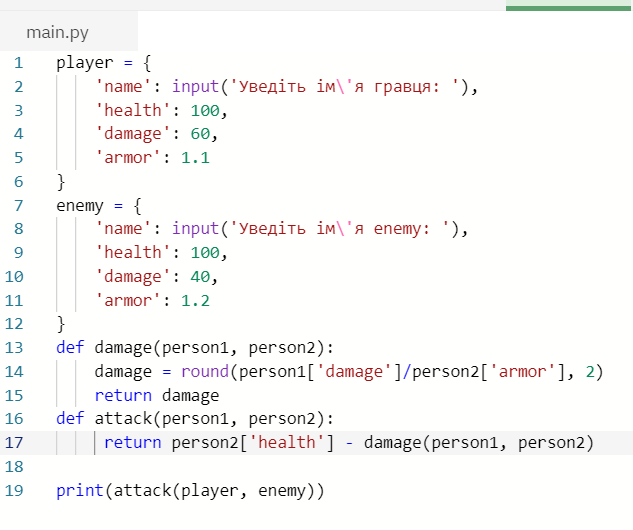 main.py
1 player = {
2     'name': input('Уведіть ім\'я гравця: '),
3     'health': 100,
4     'damage': 60,
5     'armor': 1.1
6 }
7 enemy = {
8     'name': input('Уведіть ім\'я enemy: '),
9     'health': 100,
10     'damage': 40,
11     'armor': 1.2
12 }
13 def damage(person1, person2):
14     damage = round(person1['damage']/person2['armor'], 2)
15     return damage
16 def attack(person1, person2):
17      return person2['health'] - damage(person1, person2)
18
19 print(attack(player, enemy))